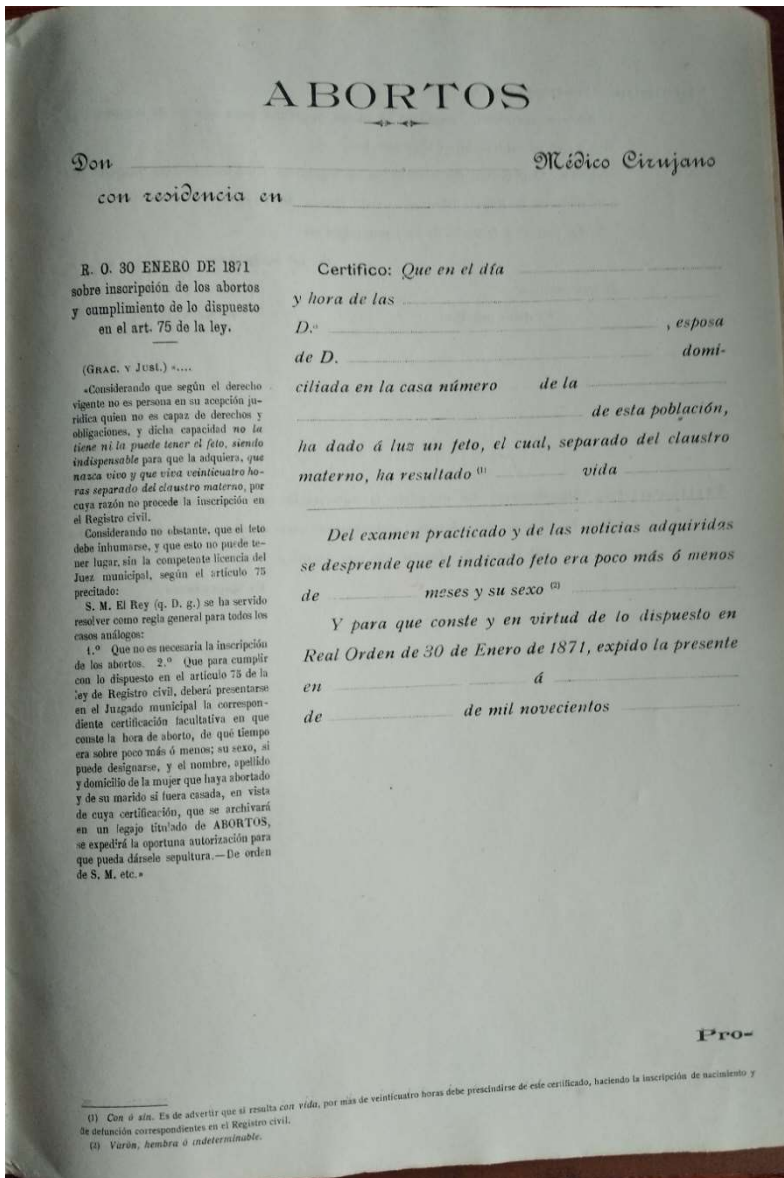 ABORTOS
Don Médico Cirujano
con residencia en
R. O. 30 ENERO DE 1871
sobre inscripción de los abortos
y cumplimiento de lo dispuesto
en el art. 75 de la ley.
(GRAC. Y JUST.) «....
«Considerando que según el derecho
vigente no es persona en su acepción ju-
rídica quien no es capaz de derechos y
obligaciones, y dicha capacidad no la
tiene ni la puede tener el feto, siendo
indispensable para que la adquiera, que
nazca vivo y que viva veinticuatro ho-
ras separado del claustro materno, por
cuya razón no procede la inscripción en
el Registro civil.
Considerando no obstante, que el feto
debe inhumarse, y que esto no puede te-
ner lugar, sin la competente licencia del
Juez municipal, según el artículo 75
precitado:
S. M. El Rey (q. D. g.) se ha servido
resolver como regla general para todos los
casos análogos:
1.º Que no es necesaria la inscripción
de los abortos. 2.º Que para cumplir
con lo dispuesto en el artículo 75 de la
ley de Registro civil, deberá presentarse
en el Juzgado municipal la correspon-
diente certificación facultativa en que
conste la hora de aborto, de qué tiempo
era sobre poco más ó menos; su sexo, si
puede designarse, y el nombre, apellido
y domicilio de la mujer que haya abortado
y de su marido si fuera casada, en vista
de cuya certificación, que se archivará
en un legajo titulado de ABORTOS,
se expedirá la oportuna autorización para
que pueda dársele sepultura.—De orden
de S. M. etc.»
Certifico: Que en el día
y hora de las
D.ª , esposa
de D. domi-
ciliada en la casa número de la
de esta población,
ha dado á luz un feto, el cual, separado del claustro
materno, ha resultado (1) vida
Del examen practicado y de las noticias adquiridas
se desprende que el indicado feto era poco más ó menos
de meses y su sexo (2)
Y para que conste y en virtud de lo dispuesto en
Real Orden de 30 de Enero de 1871, expido la presente
en á
de de mil novecientos
Pro-
(1) Con ó sin. Es de advertir que si resulta con vida, por más de veinticuatro horas debe prescindirse de este certificado, haciendo la inscripción de nacimiento y
de defunción correspondientes en el Registro civil.
(2) Varón, hembra ó indeterminable.